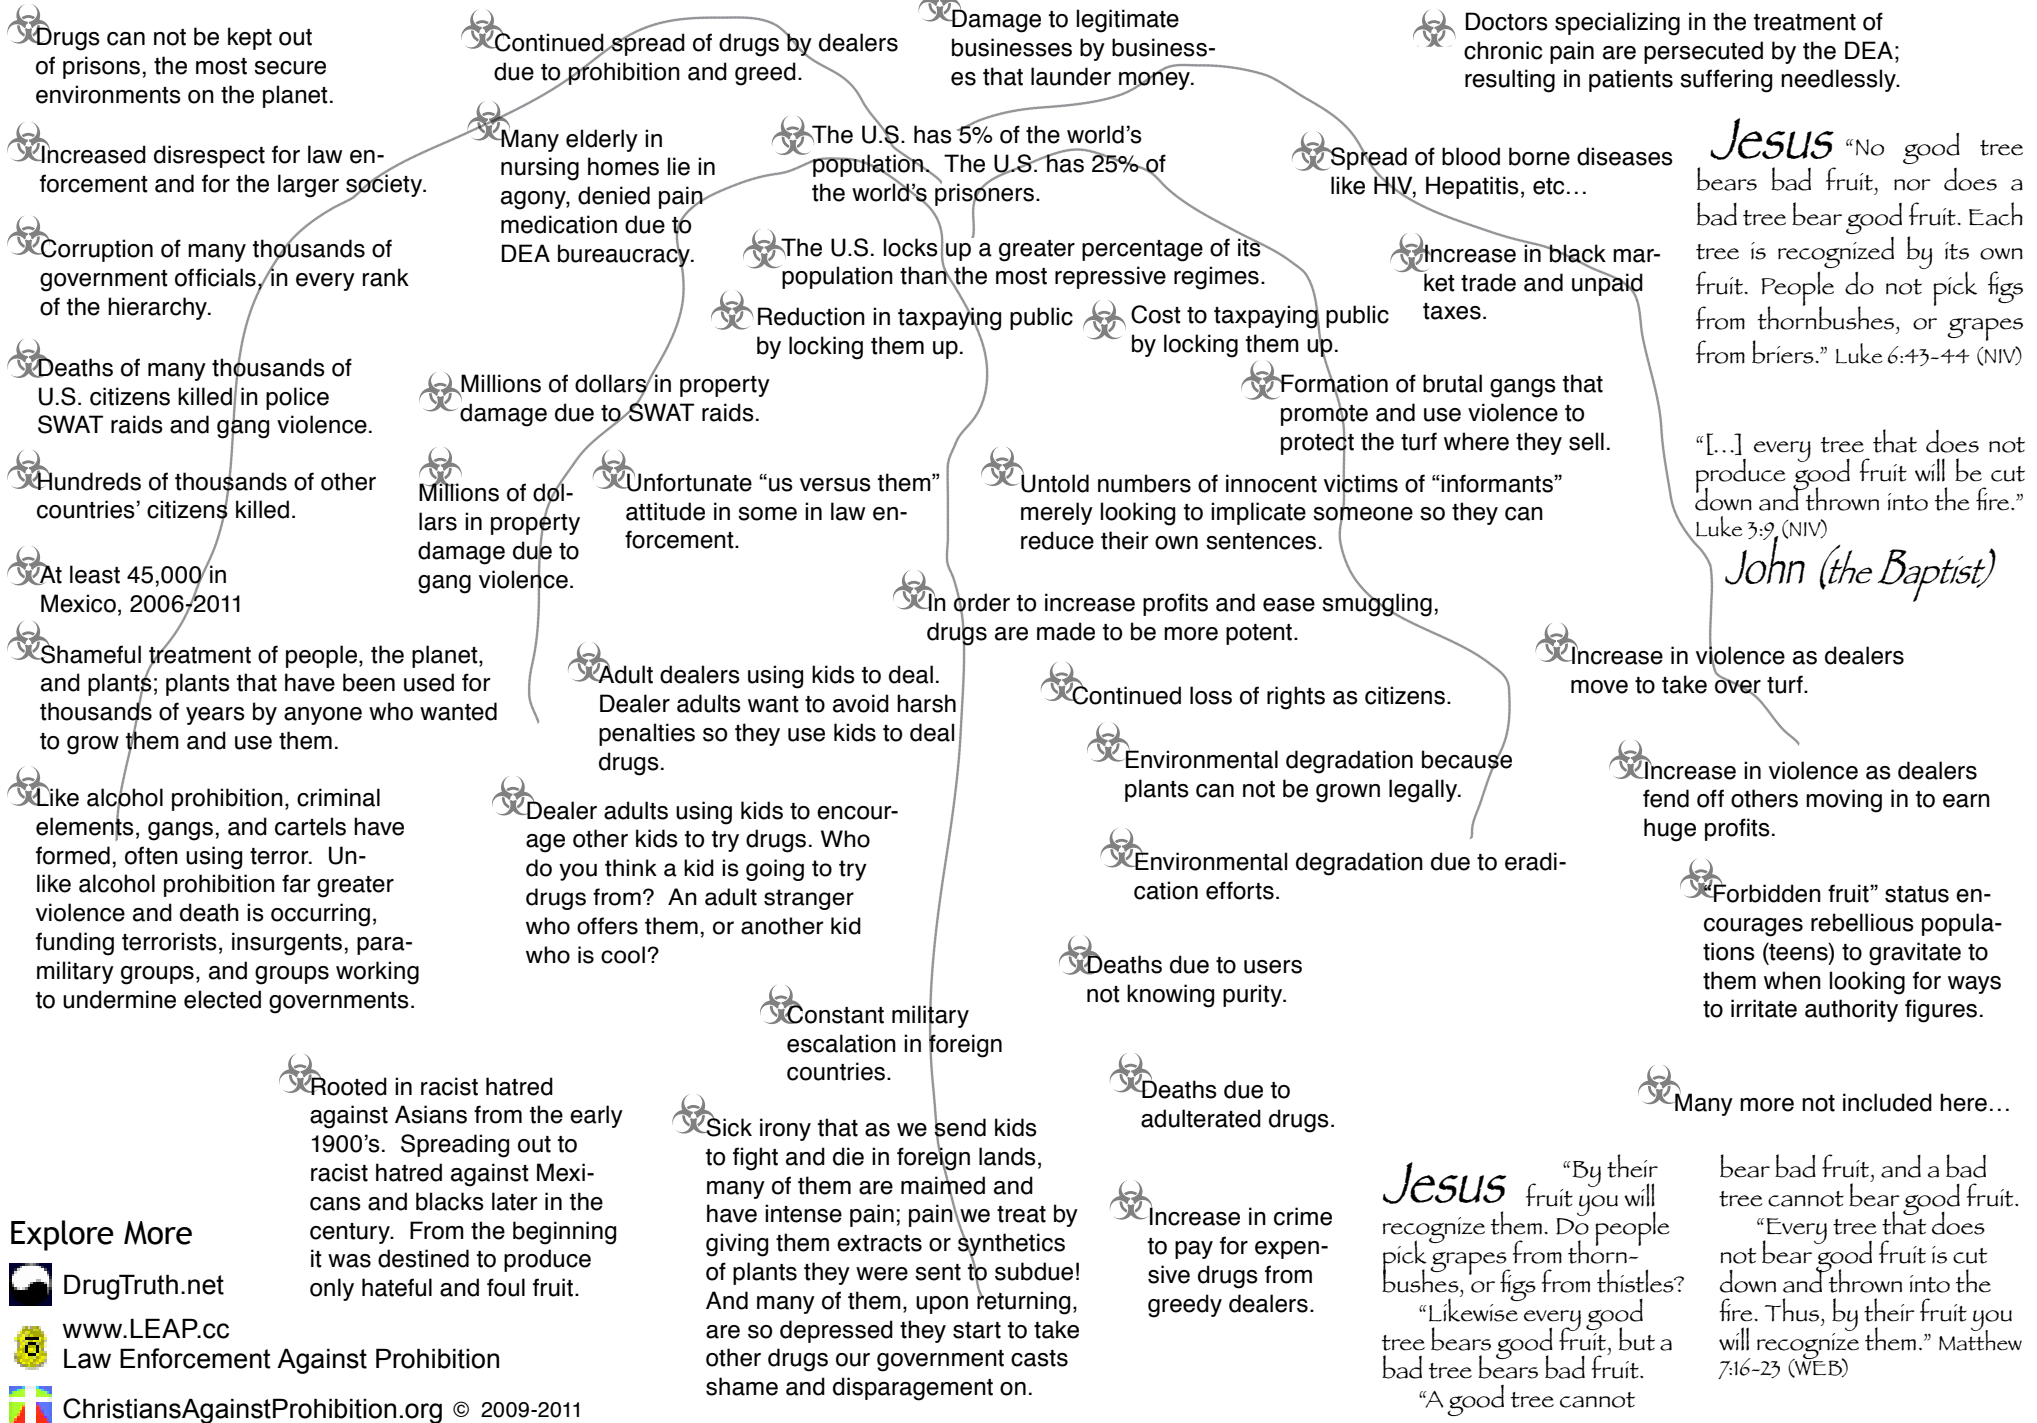 Drugs can not be kept out
of prisons, the most secure
environments on the planet.
Increased disrespect for law en-
forcement and for the larger society.
Corruption of many thousands of
government officials, in every rank
of the hierarchy.
Deaths of many thousands of
U.S. citizens killed in police
SWAT raids and gang violence.
Hundreds of thousands of other
countries’ citizens killed.
At least 45,000 in
Mexico, 2006-2011
Shameful treatment of people, the planet,
and plants; plants that have been used for
thousands of years by anyone who wanted
to grow them and use them.
Like alcohol prohibition, criminal
elements, gangs, and cartels have
formed, often using terror.  Un-
like alcohol prohibition far greater
violence and death is occurring,
funding terrorists, insurgents, para-
military groups, and groups working
to undermine elected governments.
Continued spread of drugs by dealers
due to prohibition and greed.
Many elderly in
nursing homes lie in
agony, denied pain
medication due to
DEA bureaucracy.
Damage to legitimate
businesses by business-
es that launder money.
Doctors specializing in the treatment of
chronic pain are persecuted by the DEA;
resulting in patients suffering needlessly.
The U.S. has 5% of the world’s
population.  The U.S. has 25% of
the world’s prisoners.
Spread of blood borne diseases
like HIV, Hepatitis, etc…
The U.S. locks up a greater percentage of its
population than the most repressive regimes.
Increase in black mar-
ket trade and unpaid
taxes.
Reduction in taxpaying public
by locking them up.
Cost to taxpaying public
by locking them up.
Millions of dollars in property
damage due to SWAT raids.
Formation of brutal gangs that
promote and use violence to
protect the turf where they sell.
Millions of dol-
lars in property
damage due to
gang violence.
Unfortunate “us versus them”
attitude in some in law en-
forcement.
Untold numbers of innocent victims of “informants”
merely looking to implicate someone so they can
reduce their own sentences.
In order to increase profits and ease smuggling,
drugs are made to be more potent.
Adult dealers using kids to deal.
Dealer adults want to avoid harsh
penalties so they use kids to deal
drugs.
Continued loss of rights as citizens.
Increase in violence as dealers
move to take over turf.
Environmental degradation because
plants can not be grown legally.
Increase in violence as dealers
fend off others moving in to earn
huge profits.
Dealer adults using kids to encour-
age other kids to try drugs. Who
do you think a kid is going to try
drugs from?  An adult stranger
who offers them, or another kid
who is cool?
Environmental degradation due to eradi-
cation efforts.
“Forbidden fruit” status en-
courages rebellious popula-
tions (teens) to gravitate to
them when looking for ways
to irritate authority figures.
Deaths due to users
not knowing purity.
Constant military
escalation in foreign
countries.
Rooted in racist hatred
against Asians from the early
1900’s.  Spreading out to
racist hatred against Mexi-
cans and blacks later in the
century.  From the beginning
it was destined to produce
only hateful and foul fruit.
Sick irony that as we send kids
to fight and die in foreign lands,
many of them are maimed and
have intense pain; pain we treat by
giving them extracts or synthetics
of plants they were sent to subdue!
And many of them, upon returning,
are so depressed they start to take
other drugs our government casts
shame and disparagement on.
Deaths due to
adulterated drugs.
Increase in crime
to pay for expen-
sive drugs from
greedy dealers.
Many more not included here…
Jesus “No good tree
bears bad fruit, nor does a
bad tree bear good fruit. Each
tree is recognized by its own
fruit. People do not pick figs
from thornbushes, or grapes
from briers.” Luke 6:43-44 (NIV)
“[…] every tree that does not
produce good fruit will be cut
down and thrown into the fire.”
Luke 3:9 (NIV)
John (the Baptist)
Jesus “By their
fruit you will
recognize them. Do people
pick grapes from thorn-
bushes, or figs from thistles?
“Likewise every good
tree bears good fruit, but a
bad tree bears bad fruit.
“A good tree cannot
bear bad fruit, and a bad
tree cannot bear good fruit.
“Every tree that does
not bear good fruit is cut
down and thrown into the
fire. Thus, by their fruit you
will recognize them.” Matthew
7:16-23 (WEB)
Explore More
DrugTruth.net
www.LEAP.cc
Law Enforcement Against Prohibition
ChristiansAgainstProhibition.org © 2009-2011